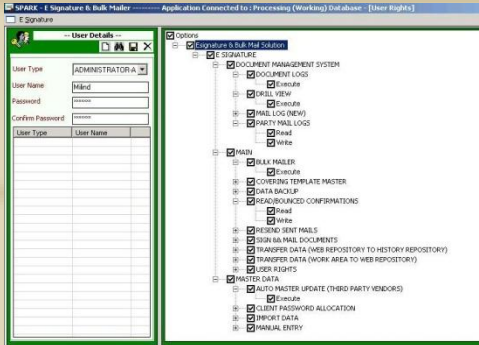 SPARK - E Signature & Bulk Mailer ---------- Application Connected to : Processing (Working) Database - [User Rights]
E Signature
-- User Details --
User Type
ADMINISTRATOR-A
User Name
Milind
Password
******
Confirm Password
******
User Type User Name
Options
Esignature & Bulk Mail Solution
E SIGNATURE
DOCUMENT MANAGEMENT SYSTEM
DOCUMENT LOGS
Execute
DRILL VIEW
Execute
MAIL LOG (NEW)
PARTY MAIL LOGS
Read
Write
MAIN
BULK MAILER
Execute
COVERING TEMPLATE MASTER
DATA BACKUP
READ/BOUNCED CONFIRMATIONS
Read
Write
RESEND SENT MAILS
SIGN && MAIL DOCUMENTS
TRANSFER DATA (WEB REPOSITORY TO HISTORY REPOSITORY)
TRANSFER DATA (WORK AREA TO WEB REPOSITORY)
USER RIGHTS
MASTER DATA
AUTO MASTER UPDATE (THIRD PARTY VENDORS)
Execute
CLIENT PASSWORD ALLOCATION
IMPORT DATA
MANUAL ENTRY